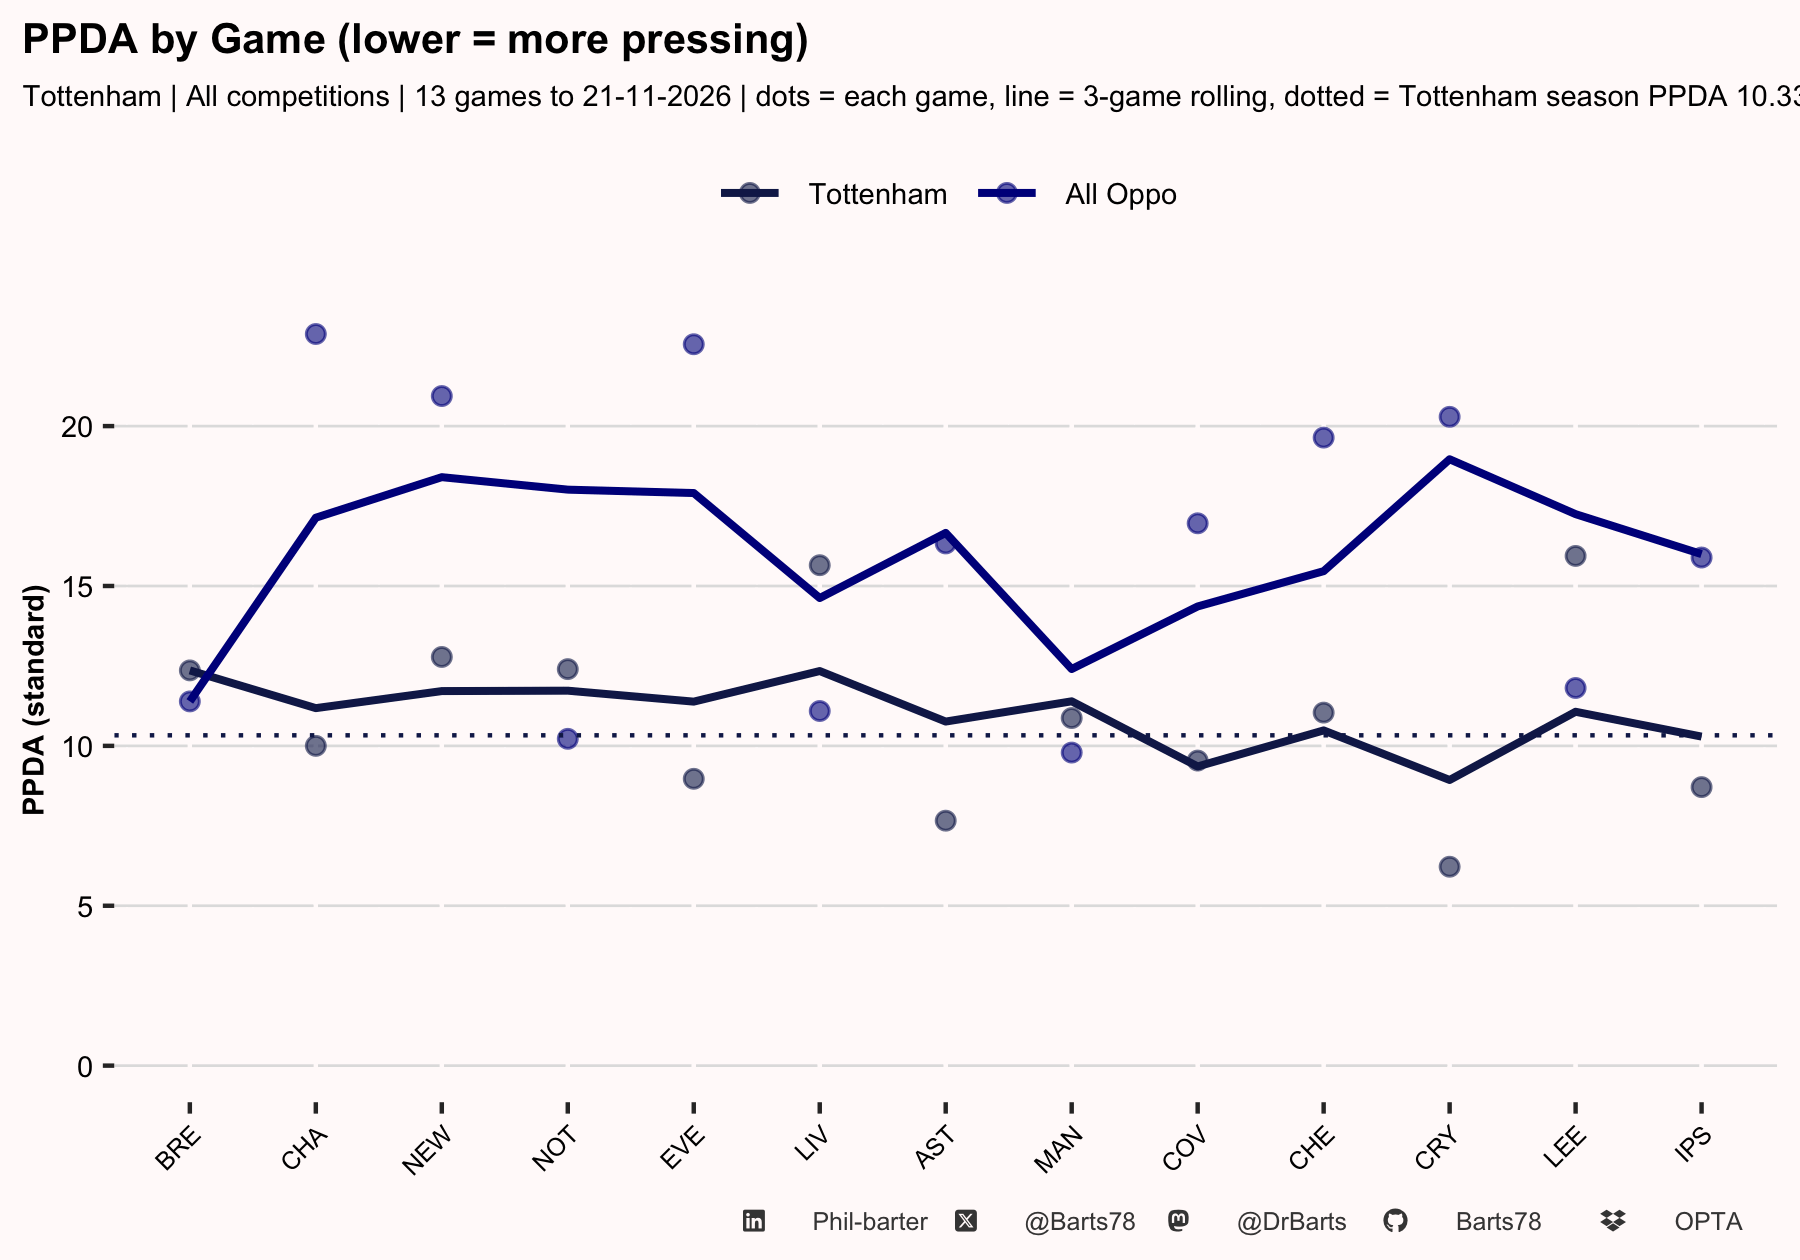 PPDA by Game (lower = more pressing)
Tottenham | All competitions | 13 games to 21-11-2026 | dots = each game, line = 3-game rolling, dotted = Tottenham season PPDA 10.33
Tottenham
All Oppo
PPDA (standard)
20
15
10
5
0
BRE
CHA
NEW
NOT
EVE
LIV
AST
MAN
COV
CHE
CRY
LEE
IPS
Phil-barter
@Barts78
@DrBarts
Barts78
OPTA